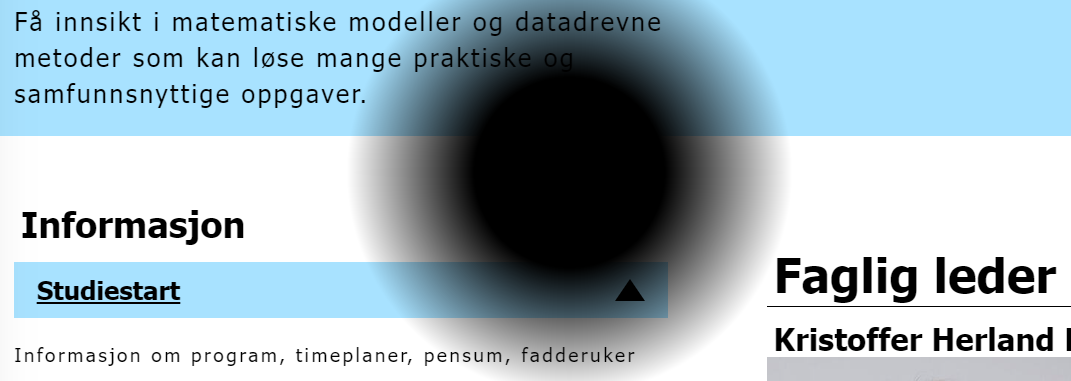 Få innsikt i matematiske modeller og datadrevne
metoder som kan løse mange praktiske og
samfunnsnyttige oppgaver.
Informasjon
Studiestart
Informasjon om program, timeplaner, pensum, fadderuker
Faglig leder
Kristoffer Herland